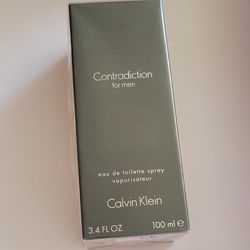 Contradiction
for men
eau de toilette spray
vaporisateur
Calvin Klein
3.4 FL OZ 100 ml e